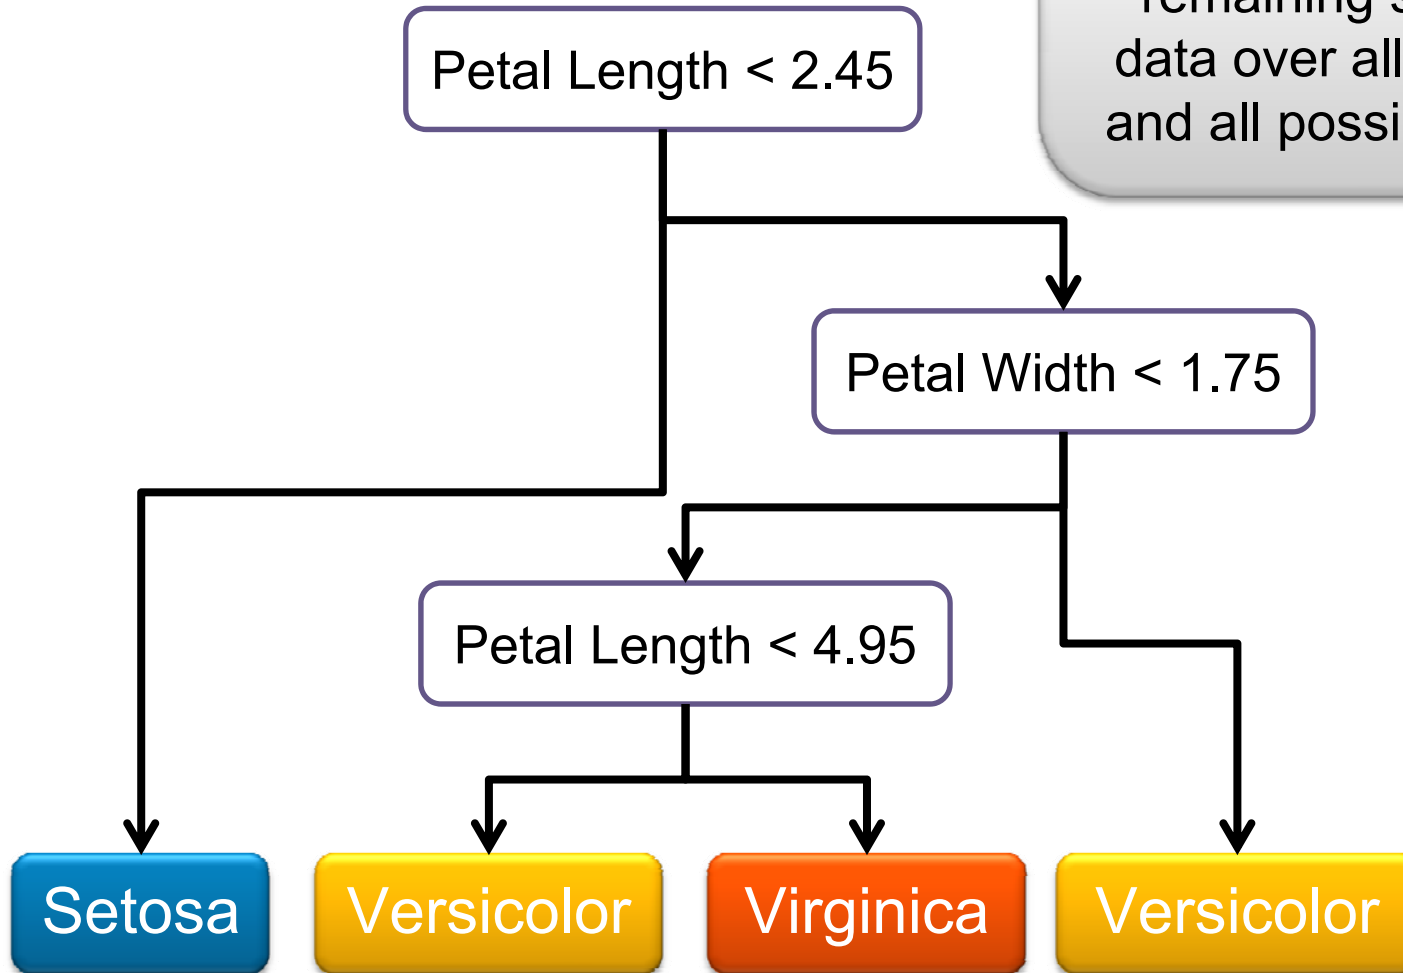 Petal Length < 2.45
remaining
data over all
and all
Petal Width < 1.75
Petal Length < 4.95
Setosa
Versicolor
Virginica
Versicolor